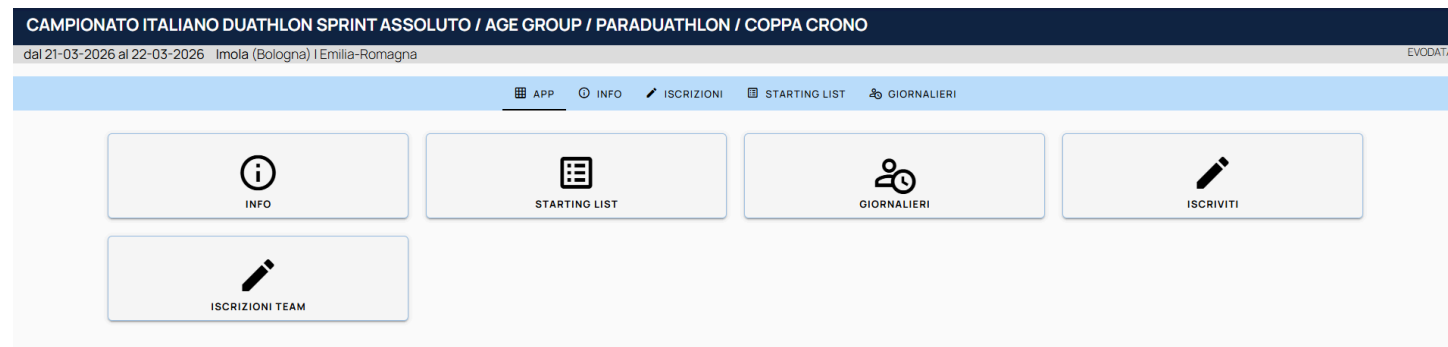 CAMPIONATO ITALIANO DUATHLON SPRINT ASSOLUTO / AGE GROUP / PARADUATHLON / COPPA CRONO
dal 21-03-2026 al 22-03-2026 Imola (Bologna) | Emilia-Romagna EVODATA
APP INFO ISCRIZIONI STARTING LIST GIORNALIERI
INFO STARTING LIST GIORNALIERI ISCRIVITI
ISCRIZIONI TEAM